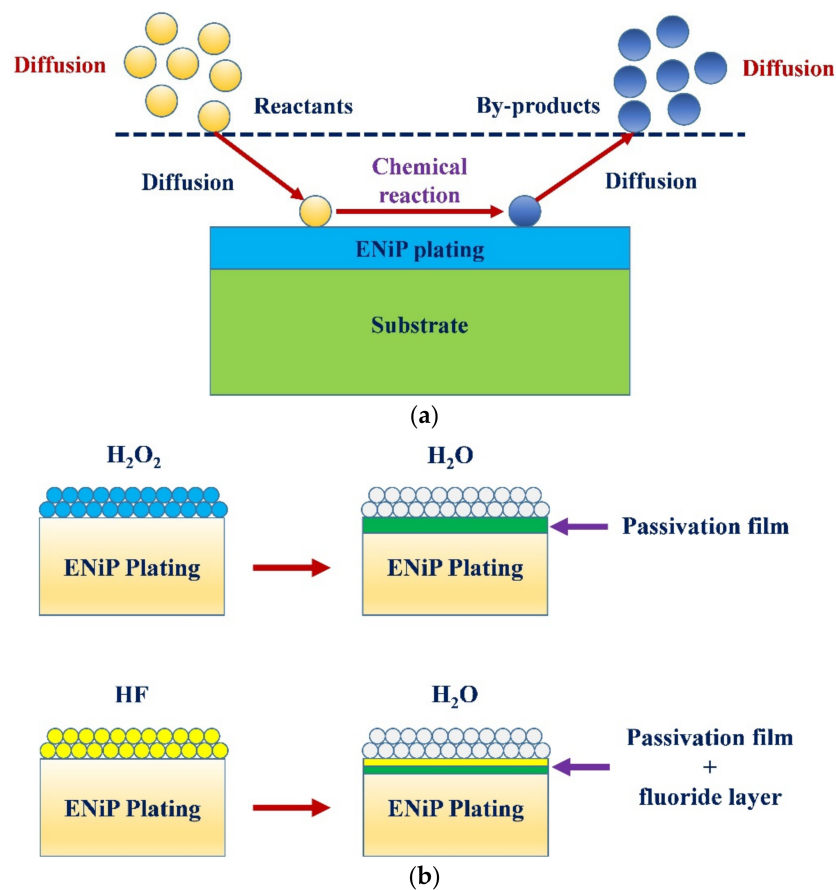 Diffusion
Diffusion
Reactants
By-products
Diffusion
Chemical
reaction
Diffusion
ENiP plating
Substrate
(a)
H₂O₂
H₂O
ENiP Plating
ENiP Plating
Passivation film
HF
H₂O
ENiP Plating
ENiP Plating
Passivation film
+
fluoride layer
(b)